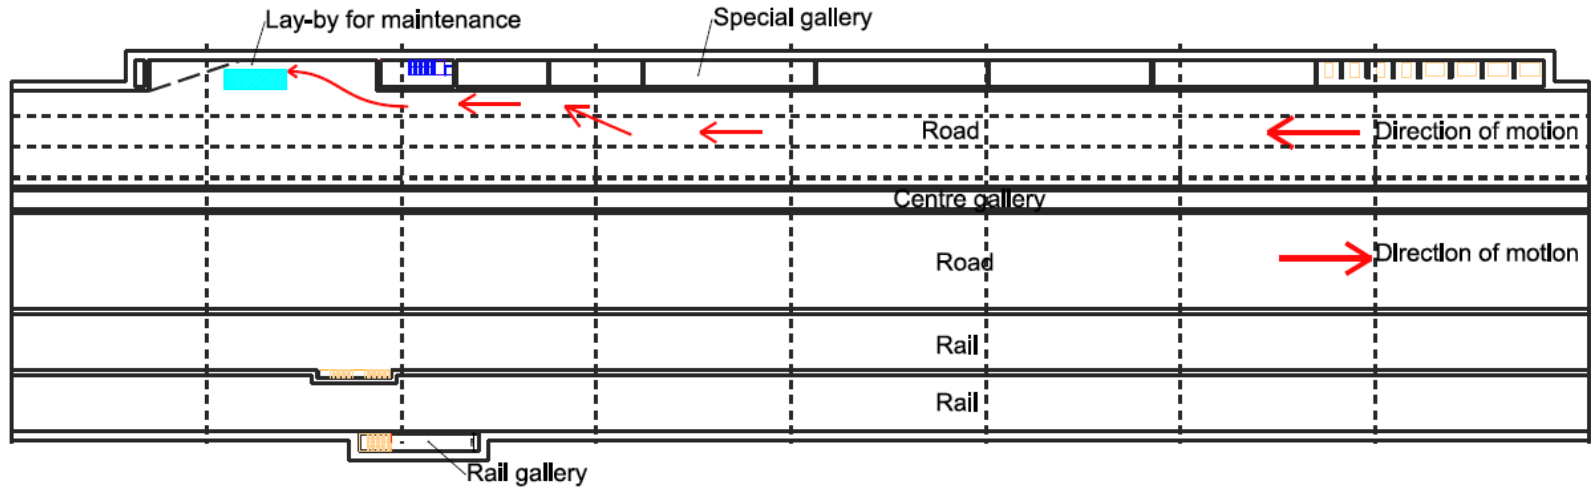 Lay-by for maintenance
Special gallery
Road
Direction of motion
Centre gallery
Road
Direction of motion
Rail
Rail
Rail gallery